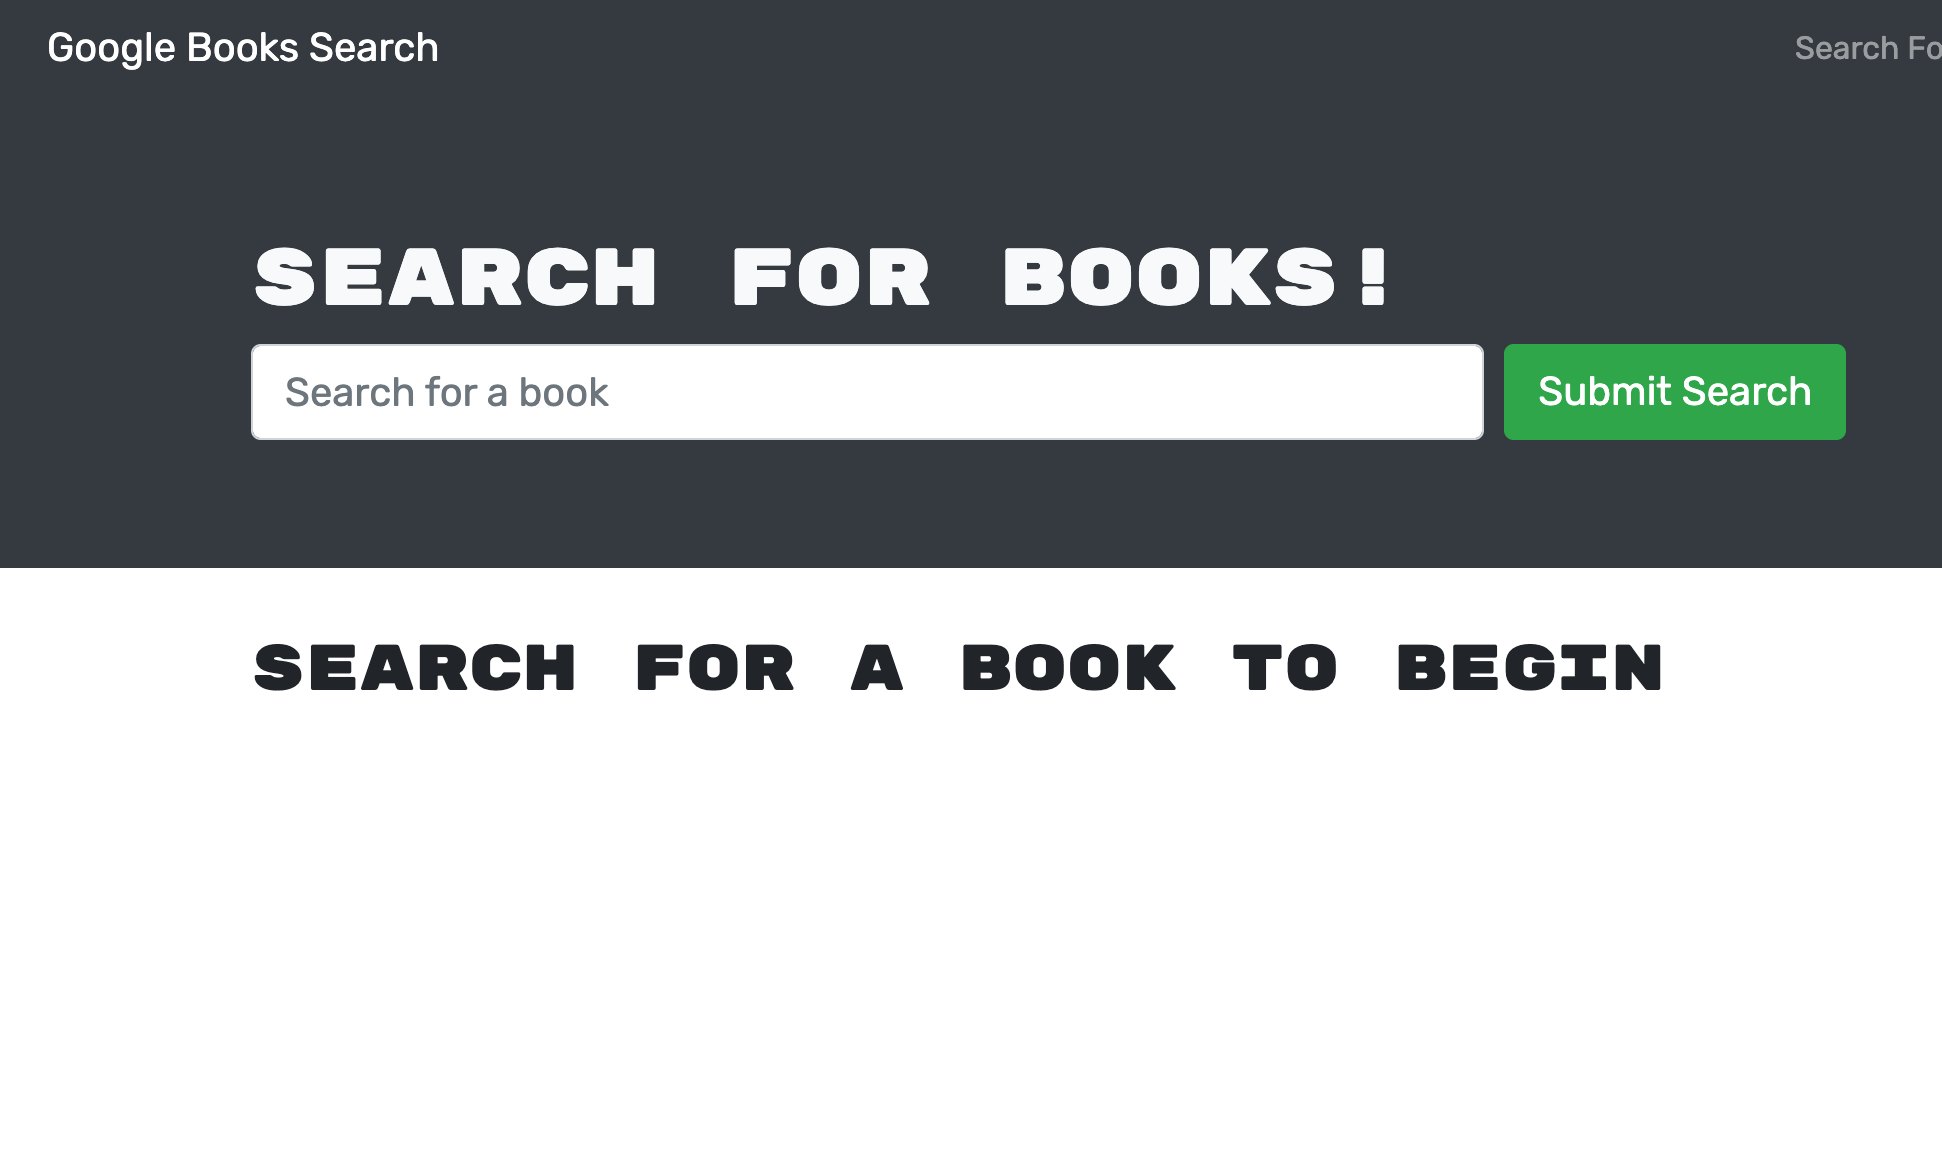 Google Books Search
Search Fo
SEARCH FOR BOOKS!
Search for a book
Submit Search
SEARCH FOR A BOOK TO BEGIN